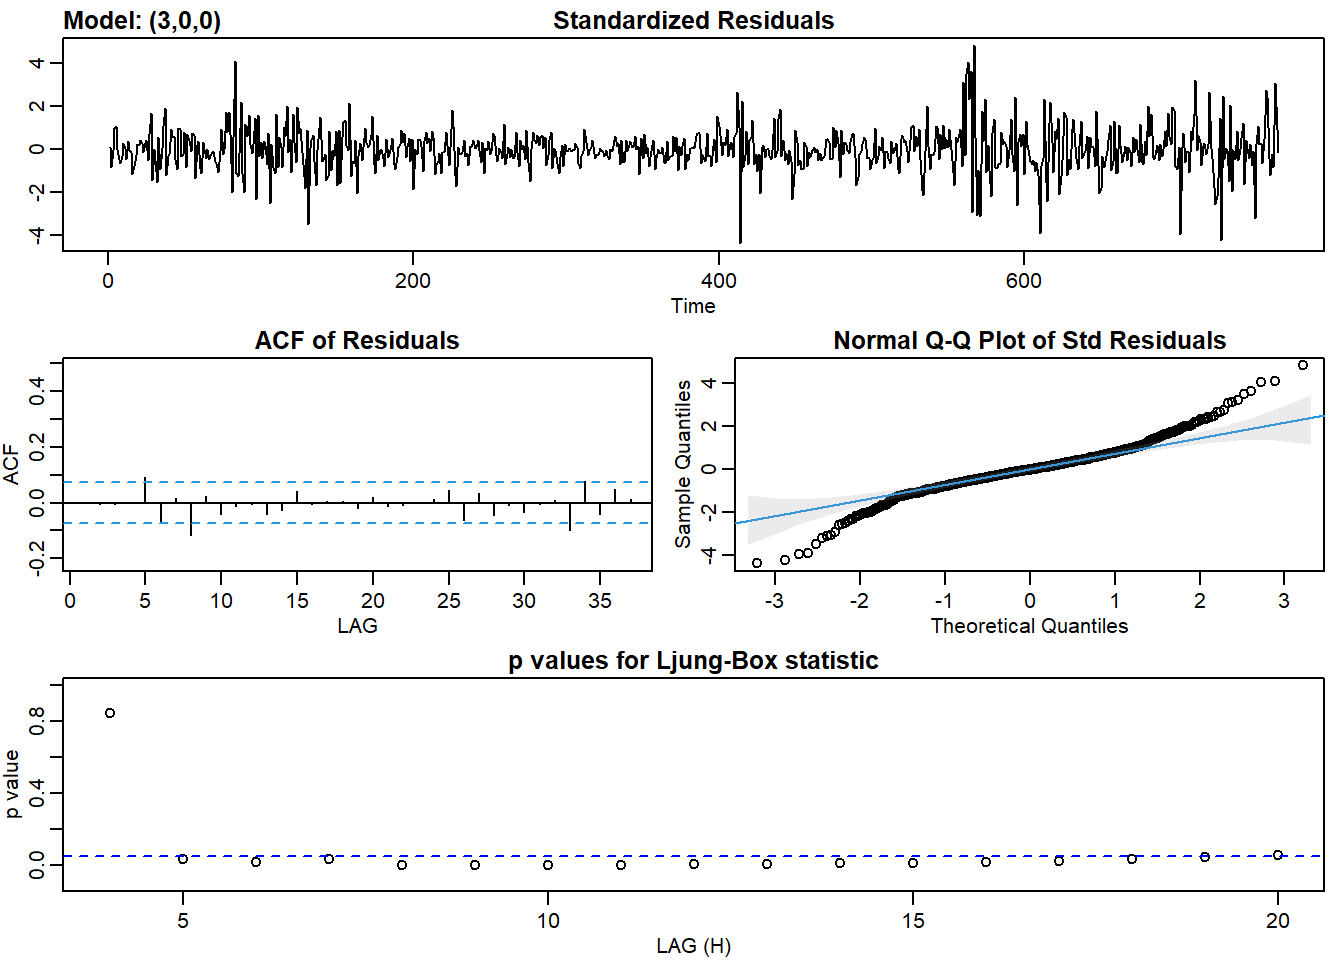 Model: (3,0,0) Standardized Residuals
4
2
0
-2
-4
0 200 400 600
Time
ACF of Residuals
ACF
0.4
0.2
0.0
-0.2
0 5 10 15 20 25 30 35
LAG
Normal Q-Q Plot of Std Residuals
Sample Quantiles
4
2
0
-2
-4
-3 -2 -1 0 1 2 3
Theoretical Quantiles
p values for Ljung-Box statistic
p value
0.8
0.4
0.0
5 10 15 20
LAG (H)